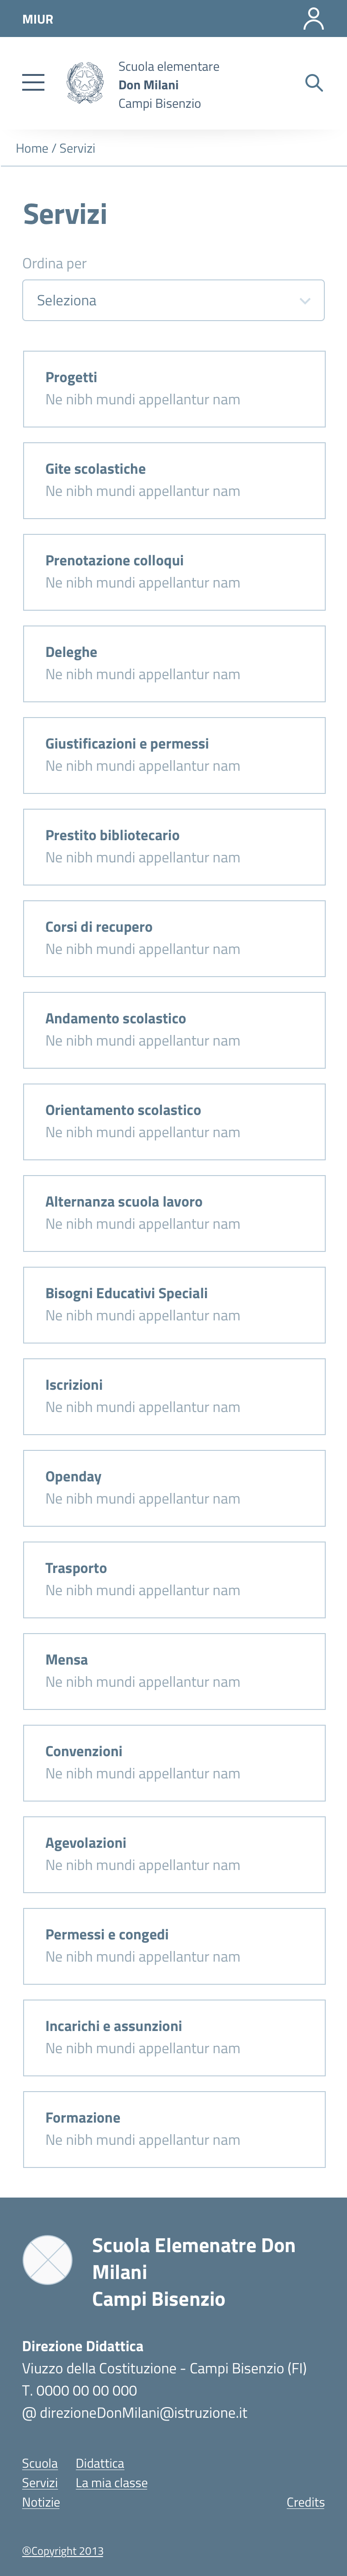 MIUR
Scuola elementare
Don Milani
Campi Bisenzio
Home / Servizi
Servizi
Ordina per
Seleziona
Progetti
Ne nibh mundi appellantur nam
Gite scolastiche
Ne nibh mundi appellantur nam
Prenotazione colloqui
Ne nibh mundi appellantur nam
Deleghe
Ne nibh mundi appellantur nam
Giustificazioni e permessi
Ne nibh mundi appellantur nam
Prestito bibliotecario
Ne nibh mundi appellantur nam
Corsi di recupero
Ne nibh mundi appellantur nam
Andamento scolastico
Ne nibh mundi appellantur nam
Orientamento scolastico
Ne nibh mundi appellantur nam
Alternanza scuola lavoro
Ne nibh mundi appellantur nam
Bisogni Educativi Speciali
Ne nibh mundi appellantur nam
Iscrizioni
Ne nibh mundi appellantur nam
Openday
Ne nibh mundi appellantur nam
Trasporto
Ne nibh mundi appellantur nam
Mensa
Ne nibh mundi appellantur nam
Convenzioni
Ne nibh mundi appellantur nam
Agevolazioni
Ne nibh mundi appellantur nam
Permessi e congedi
Ne nibh mundi appellantur nam
Incarichi e assunzioni
Ne nibh mundi appellantur nam
Formazione
Ne nibh mundi appellantur nam
Scuola Elemenatre Don
Milani
Campi Bisenzio
Direzione Didattica
Viuzzo della Costituzione - Campi Bisenzio (FI)
T. 0000 00 00 000
@ direzioneDonMilani@istruzione.it
Scuola Didattica
Servizi La mia classe
Notizie Credits
®Copyright 2013